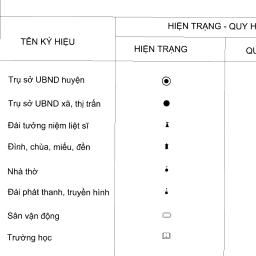 HIỆN TRẠNG - QUY H
TÊN KÝ HIỆU
HIỆN TRẠNG
QU
Trụ sở UBND huyện
Trụ sở UBND xã, thị trấn
Đài tưởng niệm liệt sĩ
Đình, chùa, miếu, đền
Nhà thờ
Đài phát thanh, truyền hình
Sân vận động
Trường học